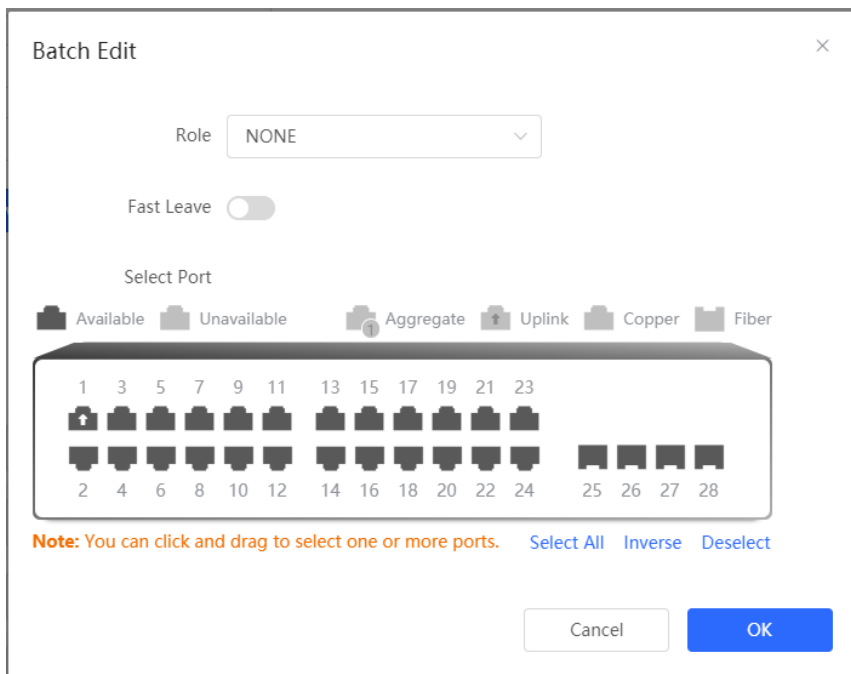 Batch Edit
Role NONE
Fast Leave
Select Port
Available Unavailable 1 Aggregate Uplink Copper Fiber
1 3 5 7 9 11 13 15 17 19 21 23
2 4 6 8 10 12 14 16 18 20 22 24 25 26 27 28
Note: You can click and drag to select one or more ports. Select All Inverse Deselect
Cancel OK